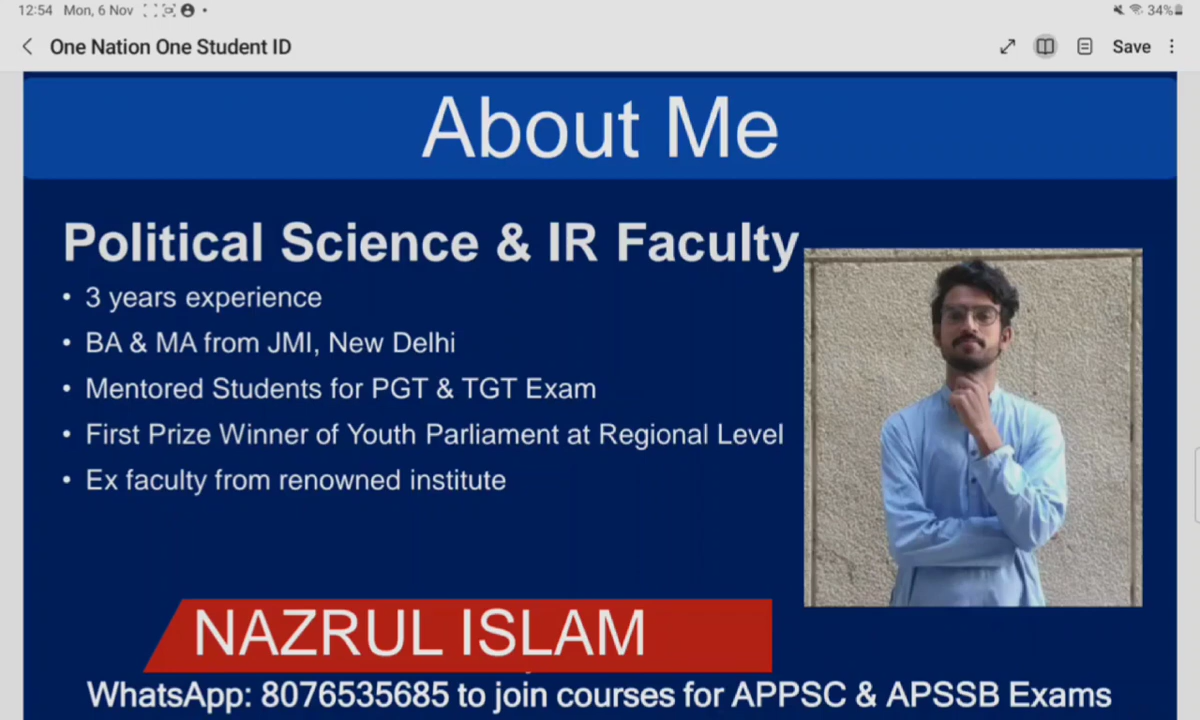 12:54 Mon, 6 Nov
34%
One Nation One Student ID
Save
About Me
Political Science & IR Faculty
• 3 years experience
• BA & MA from JMI, New Delhi
• Mentored Students for PGT & TGT Exam
• First Prize Winner of Youth Parliament at Regional Level
• Ex faculty from renowned institute
NAZRUL ISLAM
WhatsApp: 8076535685 to join courses for APPSC & APSSB Exams